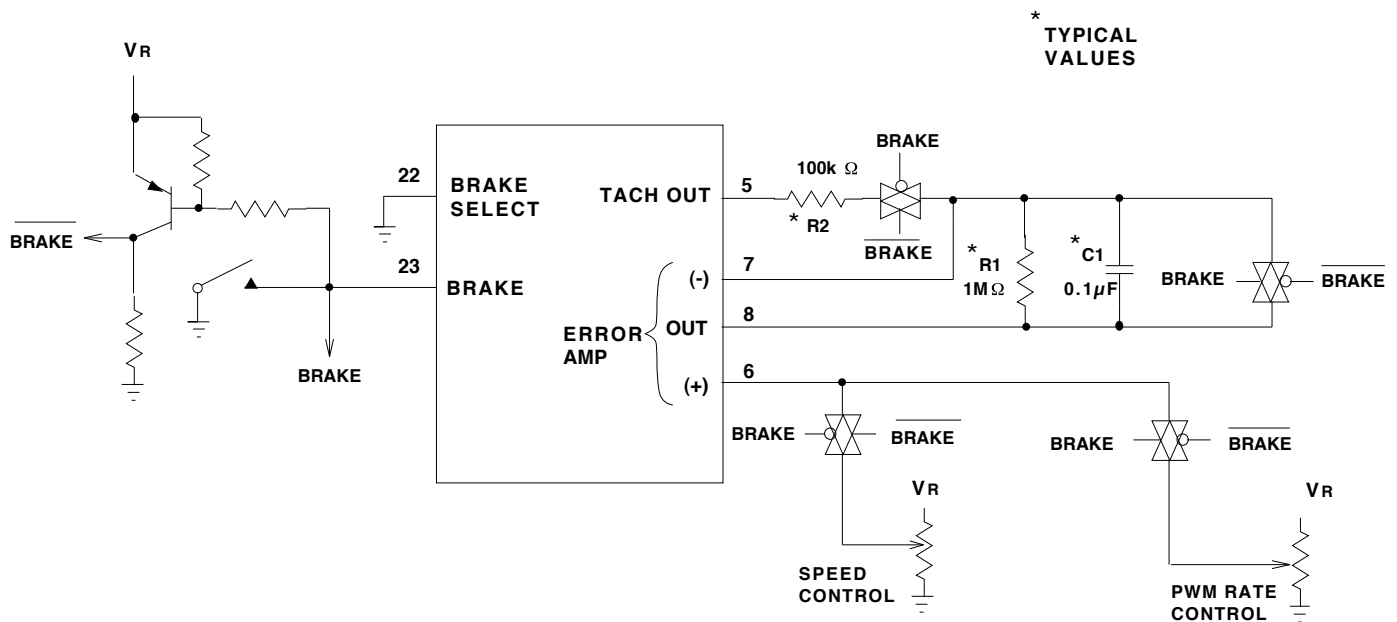 * TYPICAL
VALUES
VR
BRAKE
22
BRAKE
SELECT
23
BRAKE
BRAKE
TACH OUT
5
100k Ω
* R2
BRAKE
BRAKE
(-)
7
ERROR
AMP
OUT
8
(+)
6
* R1
1M Ω
* C1
0.1µF
BRAKE
BRAKE
BRAKE
BRAKE
BRAKE
BRAKE
VR
SPEED
CONTROL
VR
PWM RATE
CONTROL